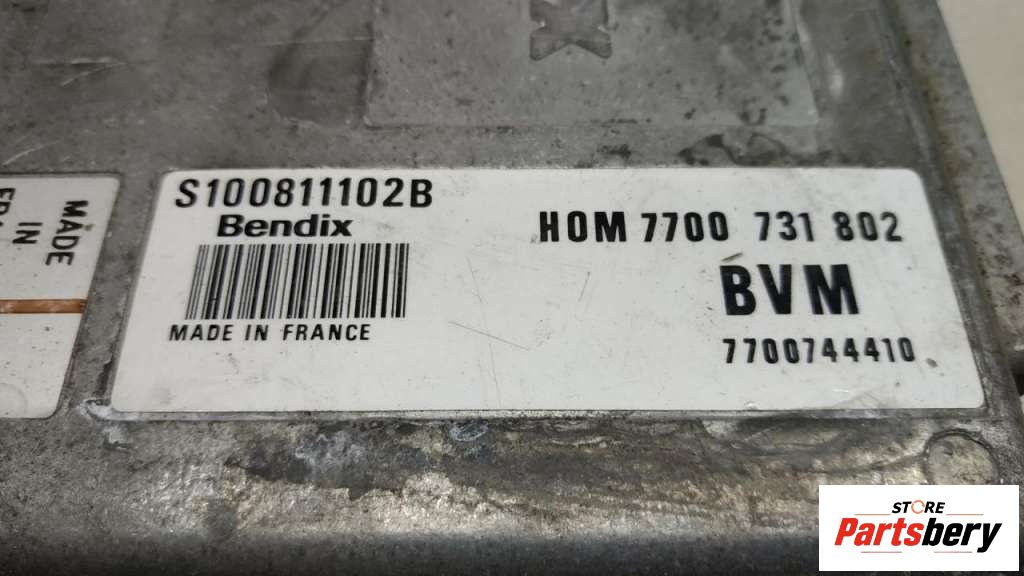 S100811102B
Bendix
MADE IN FRANCE
HOM 7700 731 802
BVM
7700744410
MADE
IN
STORE
Partsbery